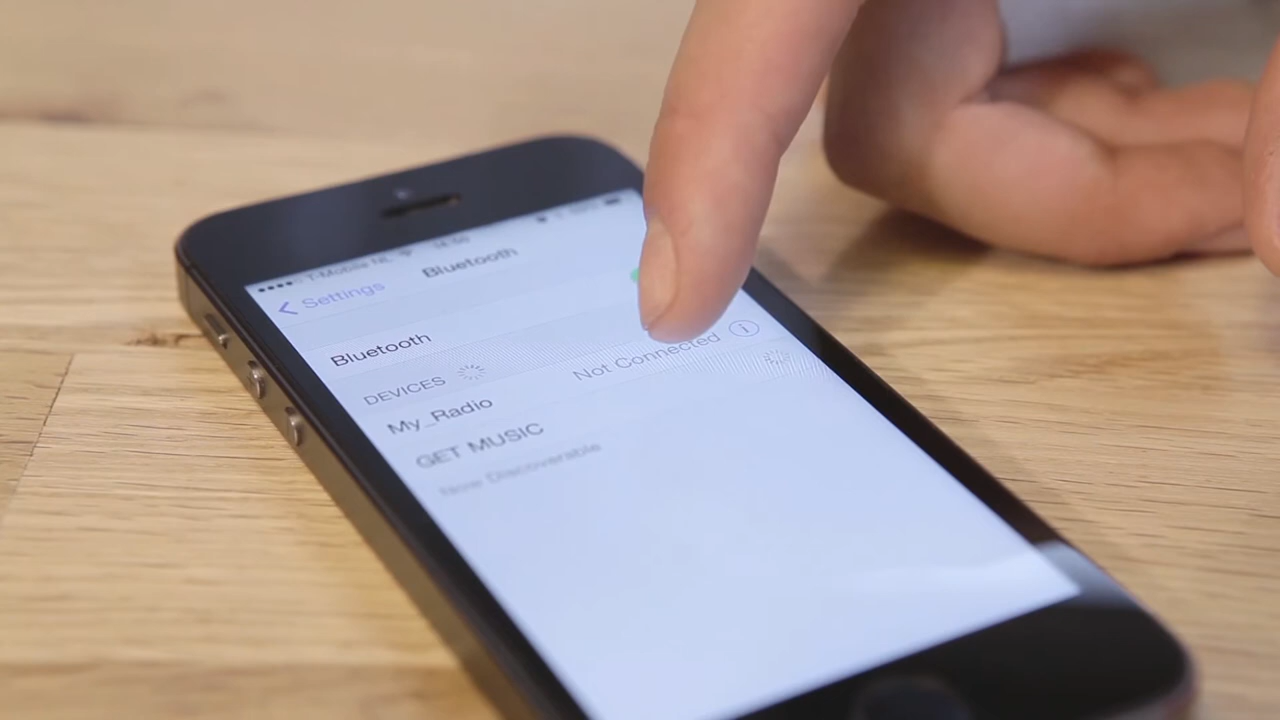 T-Mobile NL
Settings
Bluetooth
Bluetooth
DEVICES
My_Radio Not Connected
GET MUSIC
Now Discoverable